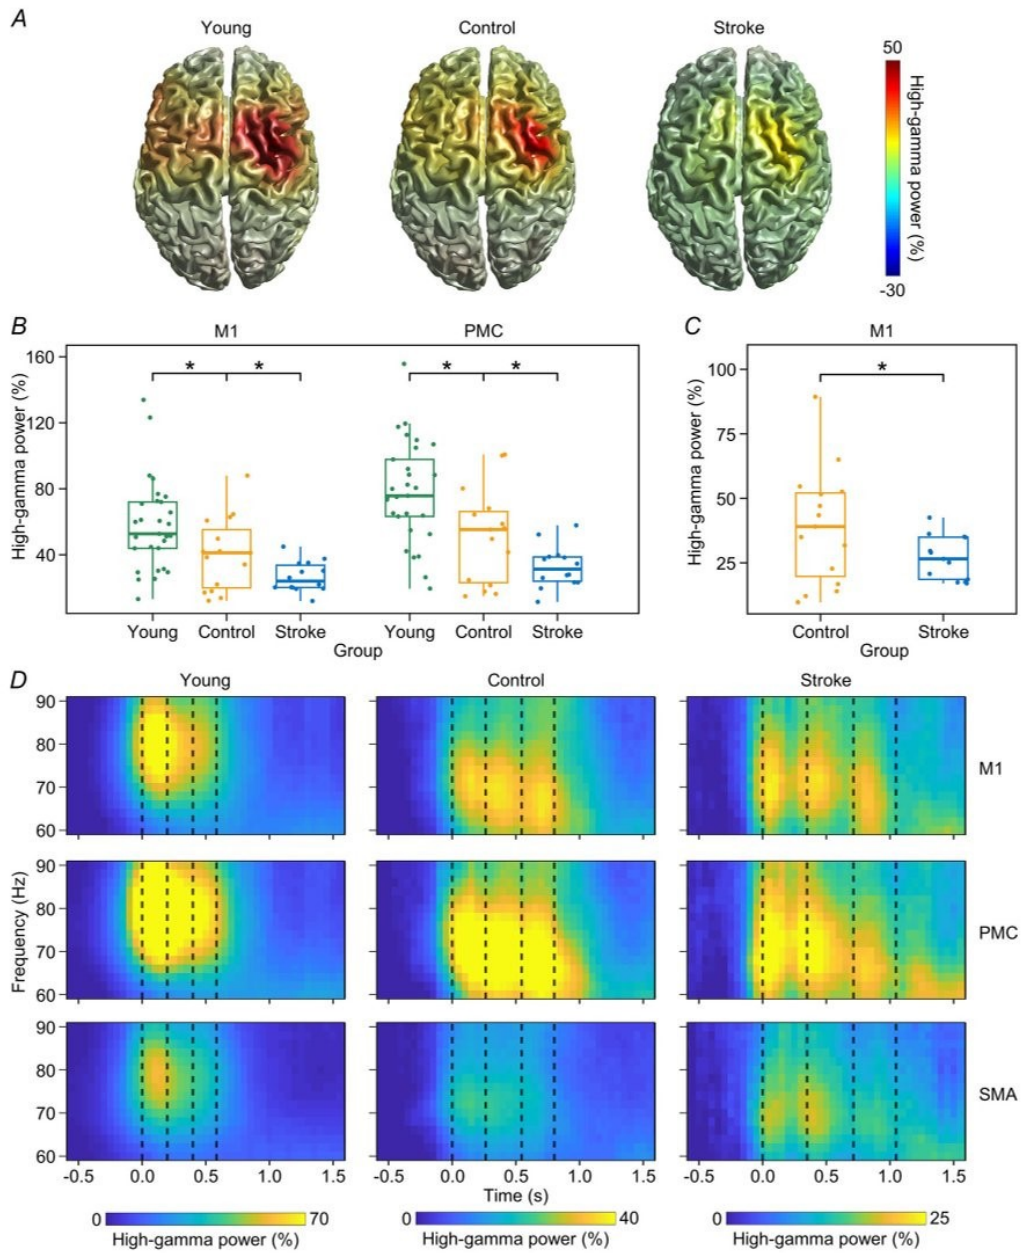 A
Young Control Stroke
50
High-gamma power (%)
-30
B
M1 PMC
High-gamma power (%)
160
120
80
40
* * * *
Young Control Stroke Young Control Stroke
Group
C
M1
High-gamma power (%)
100
75
50
25
*
Control Stroke
Group
D
Young Control Stroke
90
80
70
60
M1
Frequency (Hz)
90
80
70
60
PMC
90
80
70
60
SMA
-0.5 0.0 0.5 1.0 1.5 -0.5 0.0 0.5 1.0 1.5 -0.5 0.0 0.5 1.0 1.5
Time (s)
0 70 0 40 0 25
High-gamma power (%) High-gamma power (%) High-gamma power (%)